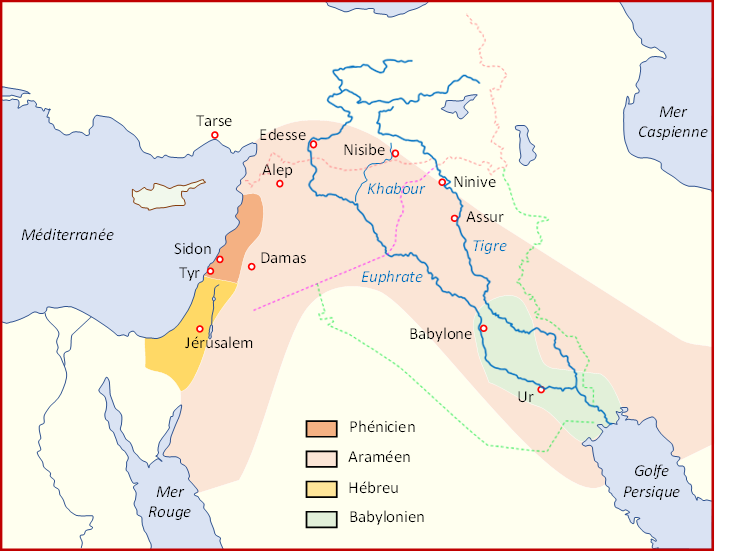 Mer
Caspienne
Tarse
Edesse
Nisibe
Alep
Khabour
Ninive
Assur
Méditerranée
Sidon
Damas
Tigre
Tyr
Euphrate
Babylone
Jérusalem
Ur
Phénicien
Araméen
Hébreu
Babylonien
Golfe
Persique
Mer
Rouge